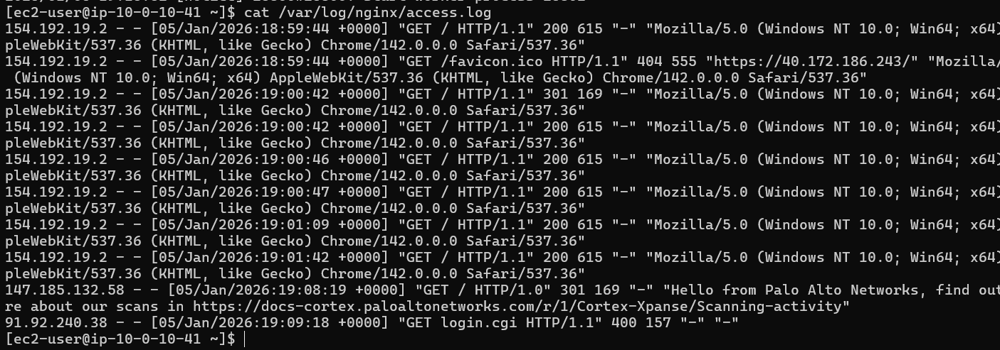 [ec2-user@ip-10-0-10-41 ~]$ cat /var/log/nginx/access.log
154.192.19.2 - - [05/Jan/2026:18:59:44 +0000] "GET / HTTP/1.1" 200 615 "-" "Mozilla/5.0 (Windows NT 10.0; Win64; x64)
pleWebKit/537.36 (KHTML, like Gecko) Chrome/142.0.0.0 Safari/537.36"
154.192.19.2 - - [05/Jan/2026:18:59:44 +0000] "GET /favicon.ico HTTP/1.1" 404 555 "https://40.172.186.243/" "Mozilla/
(Windows NT 10.0; Win64; x64) AppleWebKit/537.36 (KHTML, like Gecko) Chrome/142.0.0.0 Safari/537.36"
154.192.19.2 - - [05/Jan/2026:19:00:42 +0000] "GET / HTTP/1.1" 301 169 "-" "Mozilla/5.0 (Windows NT 10.0; Win64; x64)
pleWebKit/537.36 (KHTML, like Gecko) Chrome/142.0.0.0 Safari/537.36"
154.192.19.2 - - [05/Jan/2026:19:00:42 +0000] "GET / HTTP/1.1" 200 615 "-" "Mozilla/5.0 (Windows NT 10.0; Win64; x64)
pleWebKit/537.36 (KHTML, like Gecko) Chrome/142.0.0.0 Safari/537.36"
154.192.19.2 - - [05/Jan/2026:19:00:46 +0000] "GET / HTTP/1.1" 200 615 "-" "Mozilla/5.0 (Windows NT 10.0; Win64; x64)
pleWebKit/537.36 (KHTML, like Gecko) Chrome/142.0.0.0 Safari/537.36"
154.192.19.2 - - [05/Jan/2026:19:00:47 +0000] "GET / HTTP/1.1" 200 615 "-" "Mozilla/5.0 (Windows NT 10.0; Win64; x64)
pleWebKit/537.36 (KHTML, like Gecko) Chrome/142.0.0.0 Safari/537.36"
154.192.19.2 - - [05/Jan/2026:19:01:09 +0000] "GET / HTTP/1.1" 200 615 "-" "Mozilla/5.0 (Windows NT 10.0; Win64; x64)
pleWebKit/537.36 (KHTML, like Gecko) Chrome/142.0.0.0 Safari/537.36"
154.192.19.2 - - [05/Jan/2026:19:01:42 +0000] "GET / HTTP/1.1" 200 615 "-" "Mozilla/5.0 (Windows NT 10.0; Win64; x64)
pleWebKit/537.36 (KHTML, like Gecko) Chrome/142.0.0.0 Safari/537.36"
147.185.132.58 - - [05/Jan/2026:19:08:19 +0000] "GET / HTTP/1.0" 301 169 "-" "Hello from Palo Alto Networks, find out
re about our scans in https://docs-cortex.paloaltonetworks.com/r/1/Cortex-Xpanse/Scanning-activity"
91.92.240.38 - - [05/Jan/2026:19:09:18 +0000] "GET login.cgi HTTP/1.1" 400 157 "-" "-"
[ec2-user@ip-10-0-10-41 ~]$